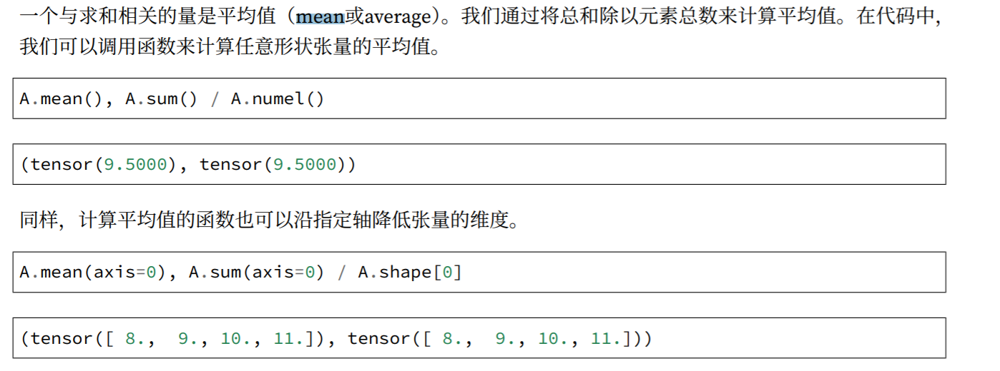 一个与求和相关的量是平均值（mean或average）。我们通过将总和除以元素总数来计算平均值。在代码中，
我们可以调用函数来计算任意形状张量的平均值。
A.mean(), A.sum() / A.numel()
(tensor(9.5000), tensor(9.5000))
同样，计算平均值的函数也可以沿指定轴降低张量的维度。
A.mean(axis=0), A.sum(axis=0) / A.shape[0]
(tensor([ 8.,  9., 10., 11.]), tensor([ 8.,  9., 10., 11.]))